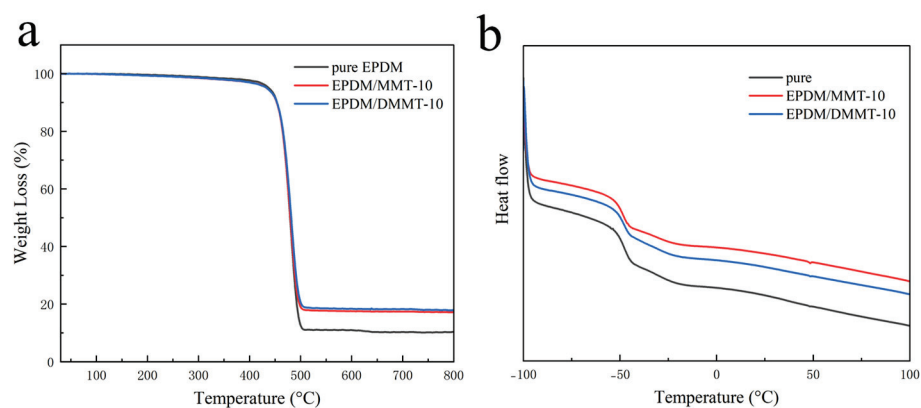 a
100
80
60
40
20
0
Weight Loss (%)
pure EPDM
EPDM/MMT-10
EPDM/DMMT-10
100 200 300 400 500 600 700 800
Temperature (°C)
b
Heat flow
pure
EPDM/MMT-10
EPDM/DMMT-10
−100 −50 0 50 100
Temperature (°C)